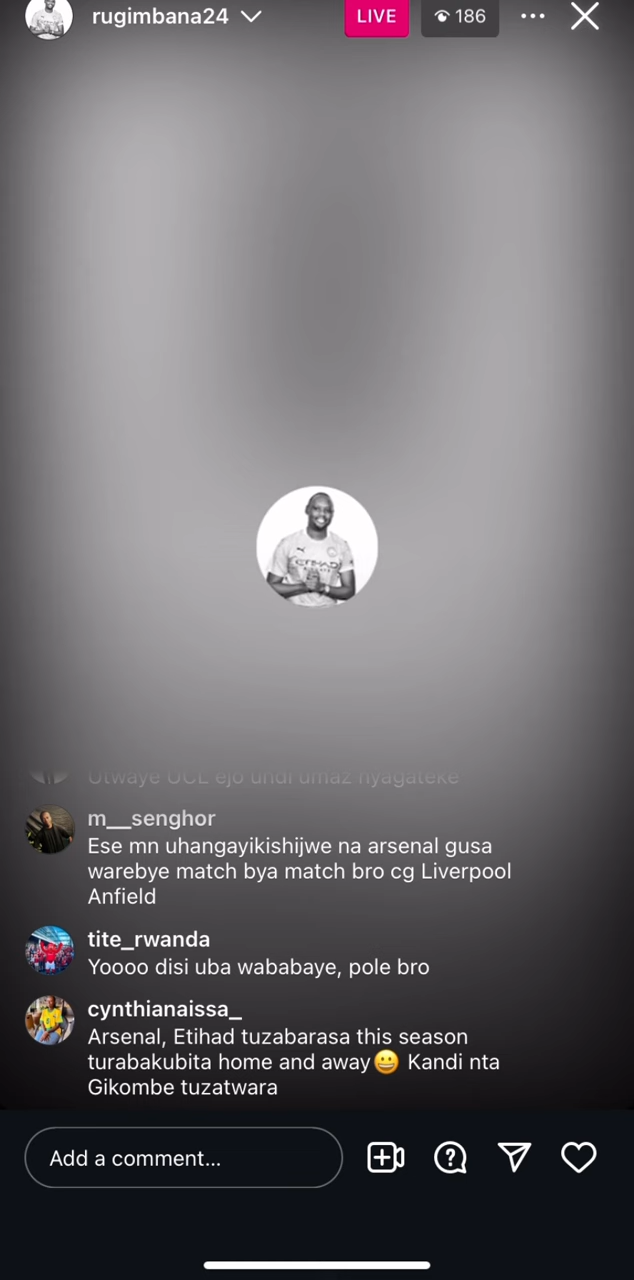 rugimbana24
LIVE
186
ETIHAD
Utwaye UCL ejo undi umaz nyagateke
m__senghor
Ese mn uhangayikishijwe na arsenal gusa
warebye match bya match bro cg Liverpool
Anfield
tite_rwanda
Yoooo disi uba wababaye, pole bro
cynthianaissa_
Arsenal, Etihad tuzabarasa this season
turabakubita home and away😀 Kandi nta
Gikombe tuzatwara
Add a comment...